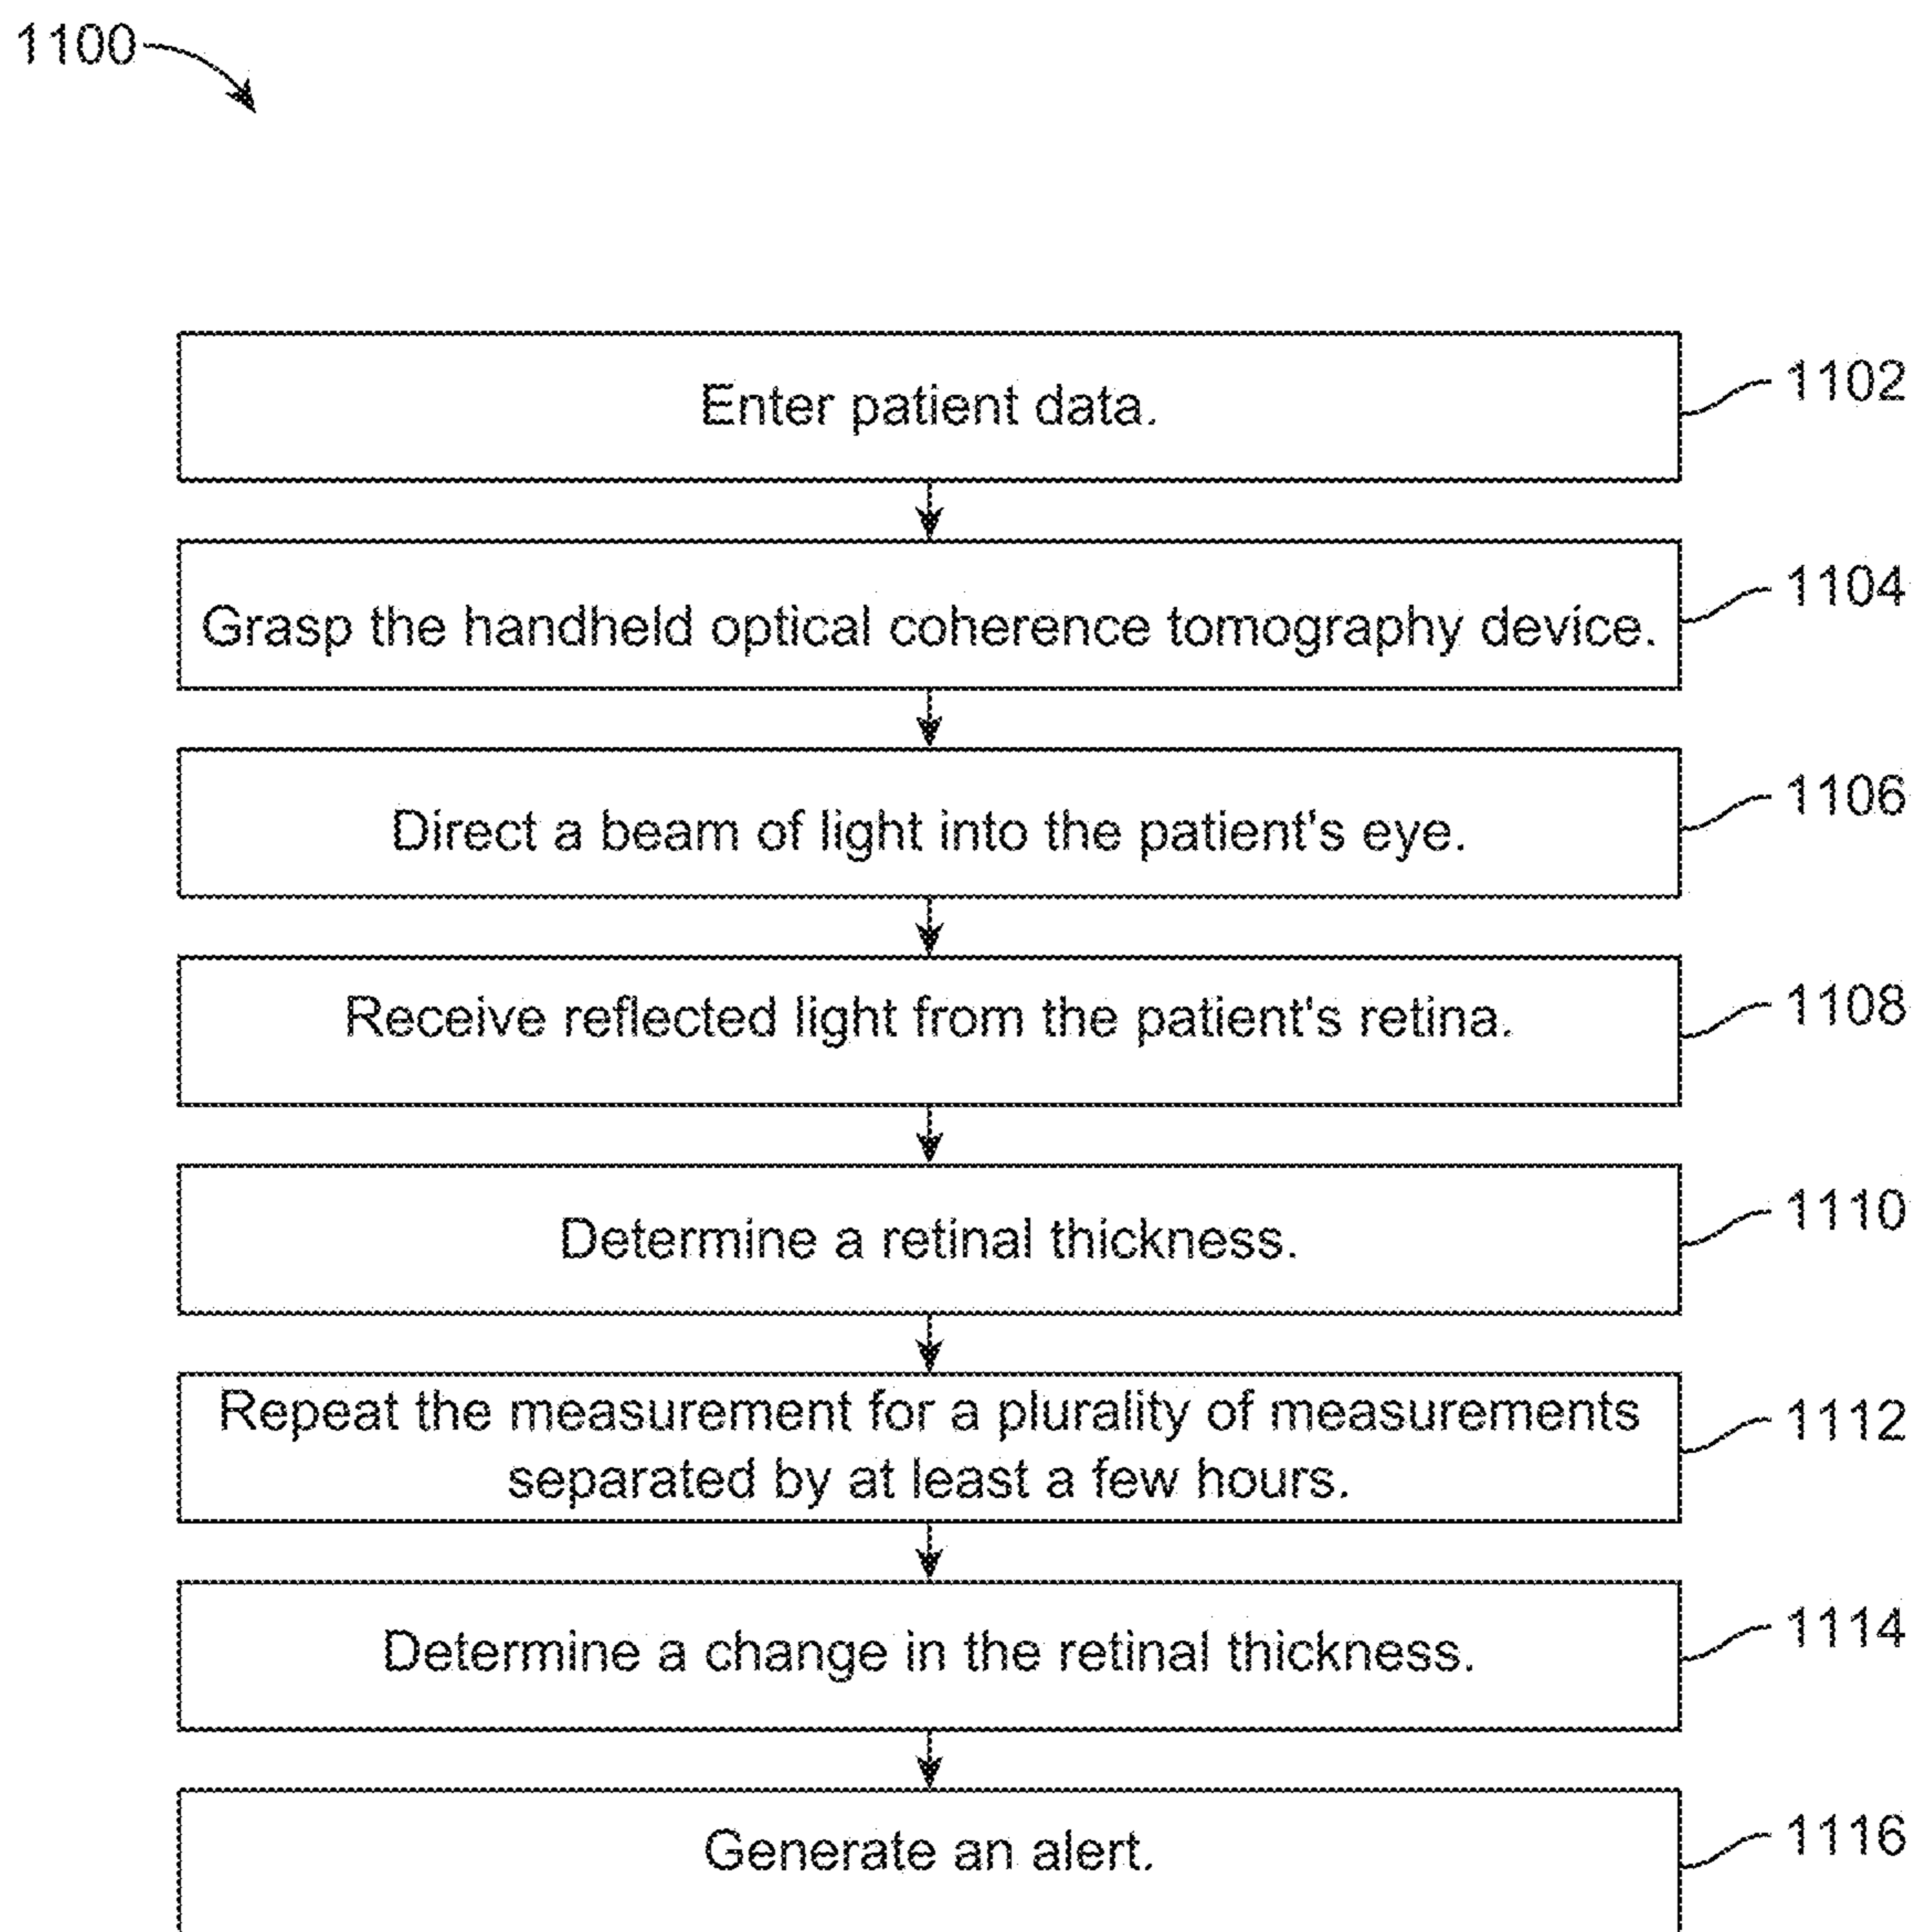 1100
Enter patient data.
1102
Grasp the handheld optical coherence tomography device.
1104
Direct a beam of light into the patient's eye.
1106
Receive reflected light from the patient's retina.
1108
Determine a retinal thickness.
1110
Repeat the measurement for a plurality of measurements
separated by at least a few hours.
1112
Determine a change in the retinal thickness.
1114
Generate an alert.
1116